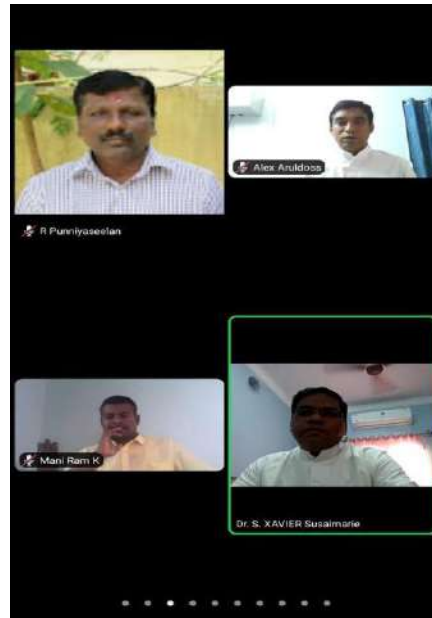 Alex Aruldoss
R Punniyaseelan
Mani Ram K
Dr. S. XAVIER Susaimarie